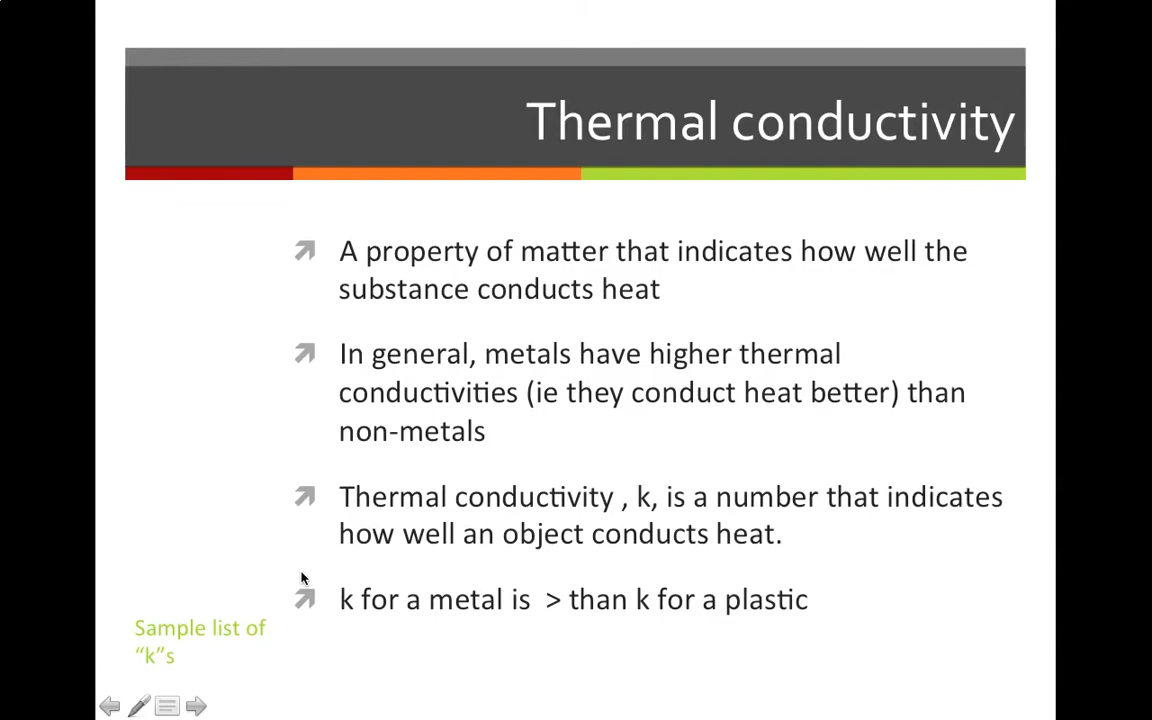 Thermal conductivity
A property of matter that indicates how well the
substance conducts heat
In general, metals have higher thermal
conductivities (ie they conduct heat better) than
non-metals
Thermal conductivity , k, is a number that indicates
how well an object conducts heat.
k for a metal is  > than k for a plastic
Sample list of
“k”s